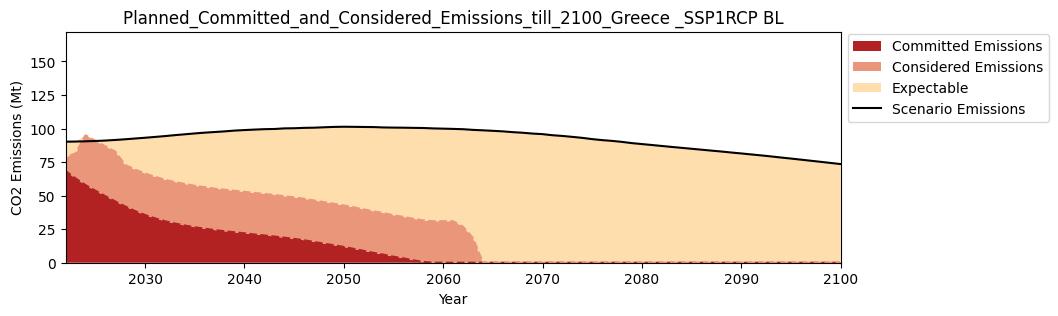 Planned_Committed_and_Considered_Emissions_till_2100_Greece _SSP1RCP BL
CO2 Emissions (Mt)
150
125
100
75
50
25
0
2030 2040 2050 2060 2070 2080 2090 2100
Year
Committed Emissions
Considered Emissions
Expectable
Scenario Emissions